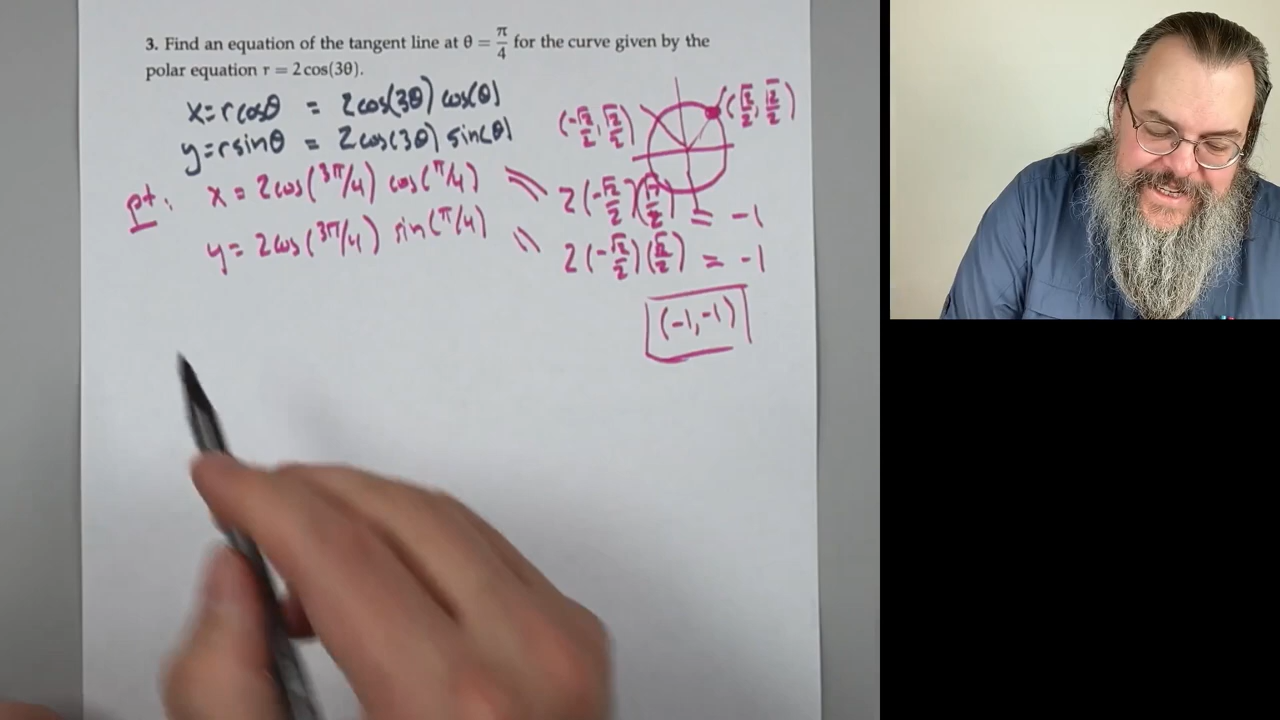 3. Find an equation of the tangent line at θ = π/4 for the curve given by the
polar equation r = 2cos(3θ).
x=rcosθ = 2cos(3θ) cos(θ)
y=rsinθ = 2cos(3θ) sin(θ)
(-√2/2, √2/2)
(√2/2, √2/2)
pt: x = 2cos(3π/4) cos(π/4) = 2(-√2/2)(√2/2) = -1
y = 2cos(3π/4) sin(π/4) = 2(-√2/2)(√2/2) = -1
(-1,-1)